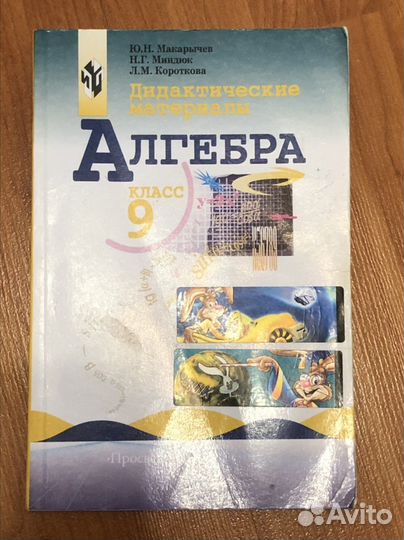 Ю.Н. Макарычев
Н.Г. Миндюк
Л.М. Короткова
Дидактические
материалы
АЛГЕБРА
КЛАСС
9
Avito